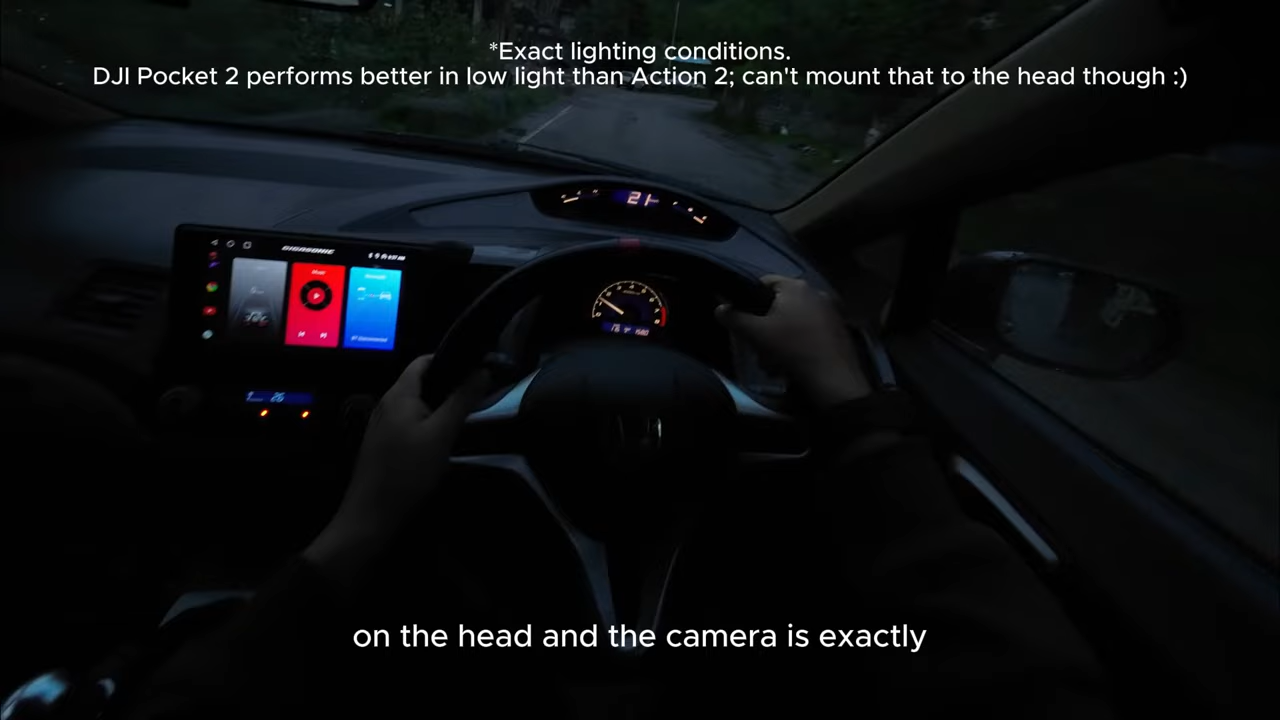 *Exact lighting conditions.
DJI Pocket 2 performs better in low light than Action 2; can't mount that to the head though :)
21
on the head and the camera is exactly